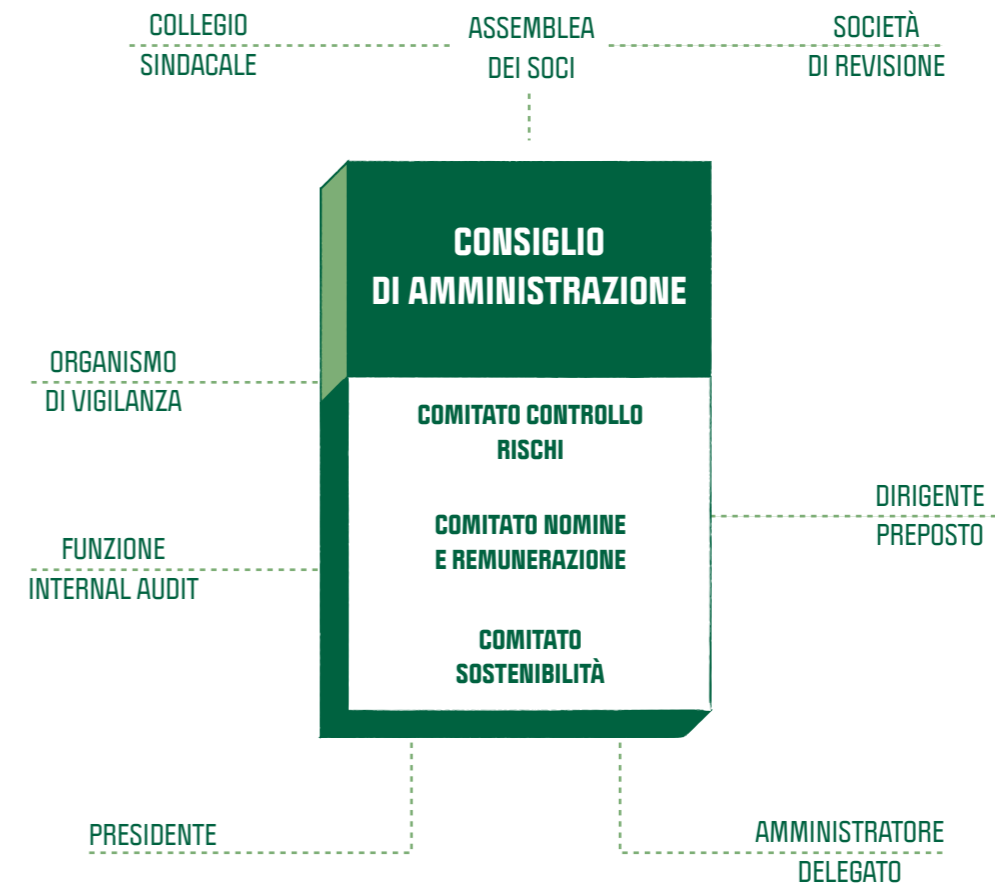 COLLEGIO
SINDACALE
ASSEMBLEA
DEI SOCI
SOCIETÀ
DI REVISIONE
CONSIGLIO
DI AMMINISTRAZIONE
ORGANISMO
DI VIGILANZA
COMITATO CONTROLLO
RISCHI
DIRIGENTE
PREPOSTO
COMITATO NOMINE
E REMUNERAZIONE
FUNZIONE
INTERNAL AUDIT
COMITATO
SOSTENIBILITÀ
PRESIDENTE
AMMINISTRATORE
DELEGATO